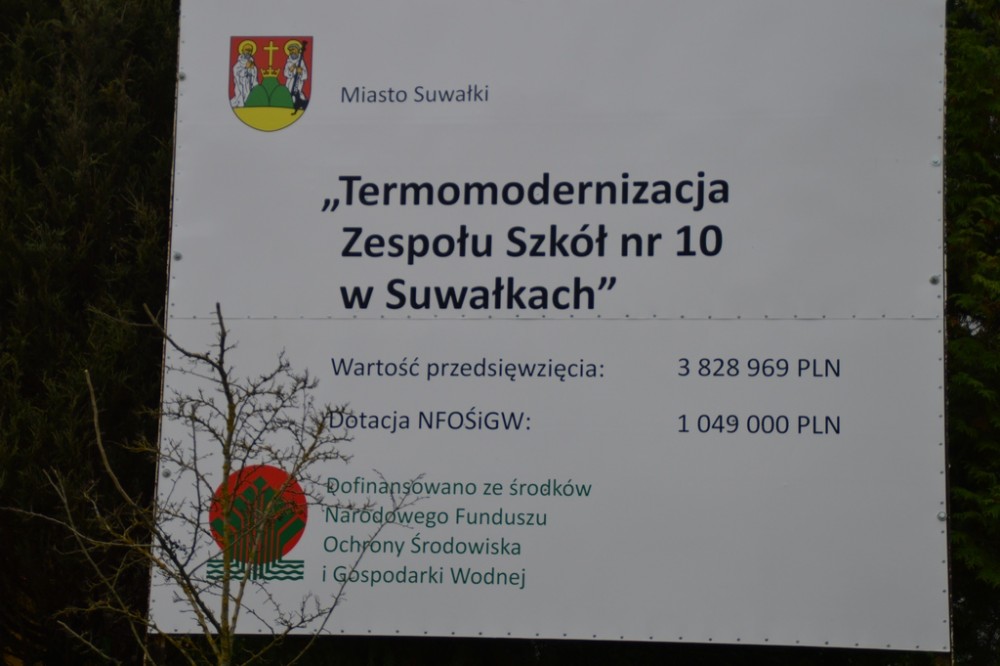 Miasto Suwałki
„Termomodernizacja
Zespołu Szkół nr 10
w Suwałkach”
Wartość przedsięwzięcia: 3 828 969 PLN
Dotacja NFOŚiGW: 1 049 000 PLN
Dofinansowano ze środków
Narodowego Funduszu
Ochrony Środowiska
i Gospodarki Wodnej